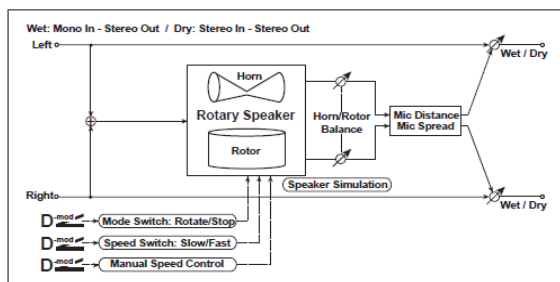 Wet: Mono In - Stereo Out / Dry: Stereo In - Stereo Out
Left
Wet / Dry
Horn
Rotary Speaker
Rotor
Horn/Rotor
Balance
Mic Distance
Mic Spread
Speaker Simulation
Right
Wet / Dry
D-mod
Mode Switch: Rotate/Stop
D-mod
Speed Switch: Slow/Fast
D-mod
Manual Speed Control